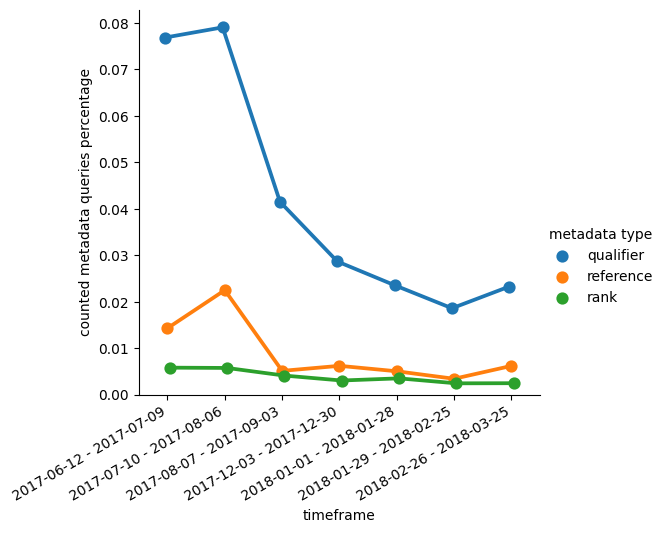 counted metadata queries percentage
0.08
0.07
0.06
0.05
0.04
0.03
0.02
0.01
0.00
metadata type
qualifier
reference
rank
2017-06-12 - 2017-07-09
2017-07-10 - 2017-08-06
2017-08-07 - 2017-09-03
2017-12-03 - 2017-12-30
2018-01-01 - 2018-01-28
2018-01-29 - 2018-02-25
2018-02-26 - 2018-03-25
timeframe